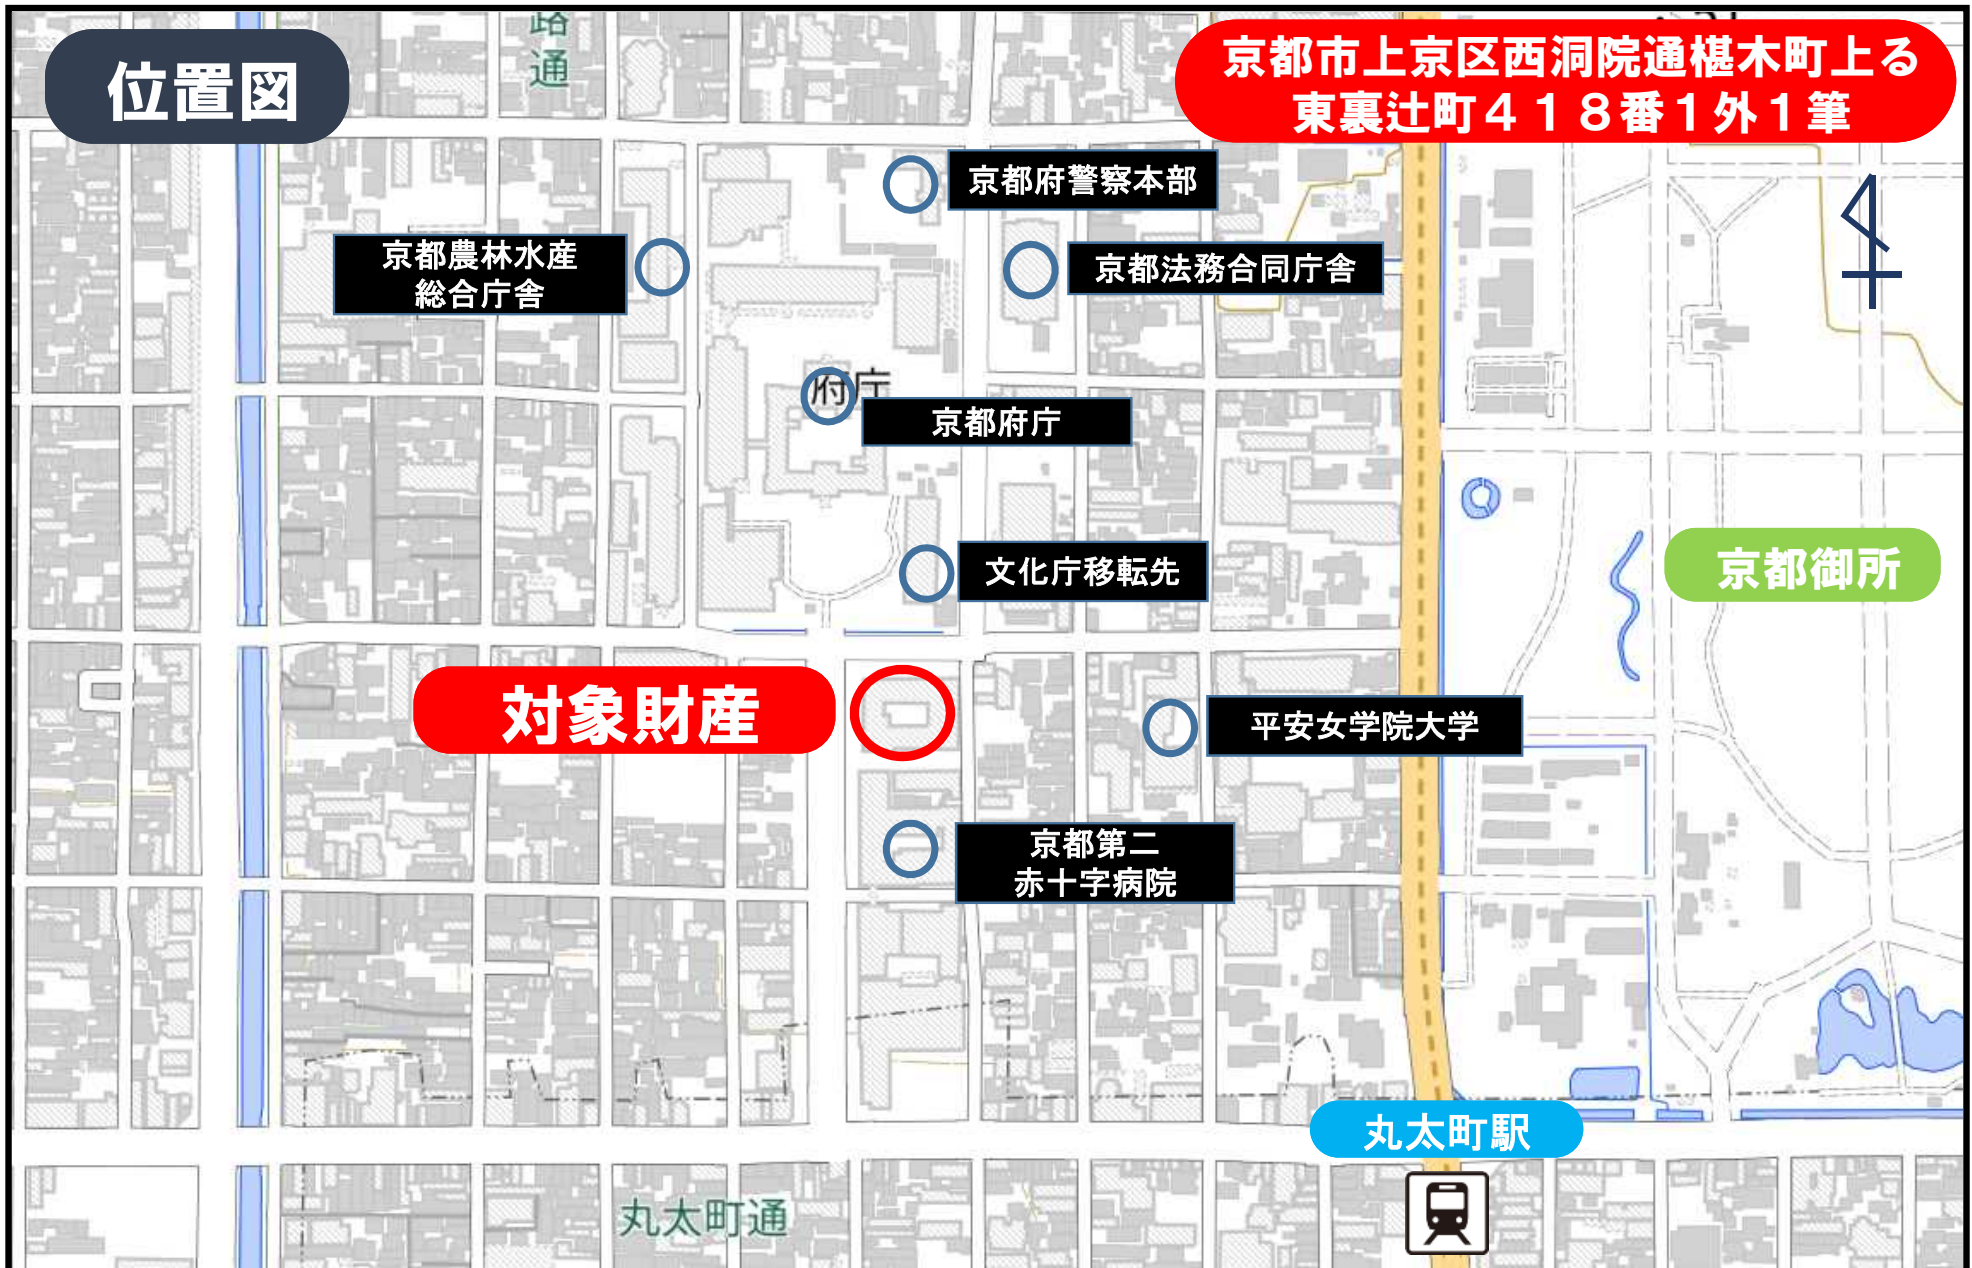 路
通
位置図
京都市上京区西洞院通椹木町上る
東裏辻町４１８番１外１筆
京都府警察本部
京都農林水産
総合庁舎
京都法務合同庁舎
府庁
京都府庁
文化庁移転先
京都御所
対象財産
平安女学院大学
京都第二
赤十字病院
丸太町駅
丸太町通